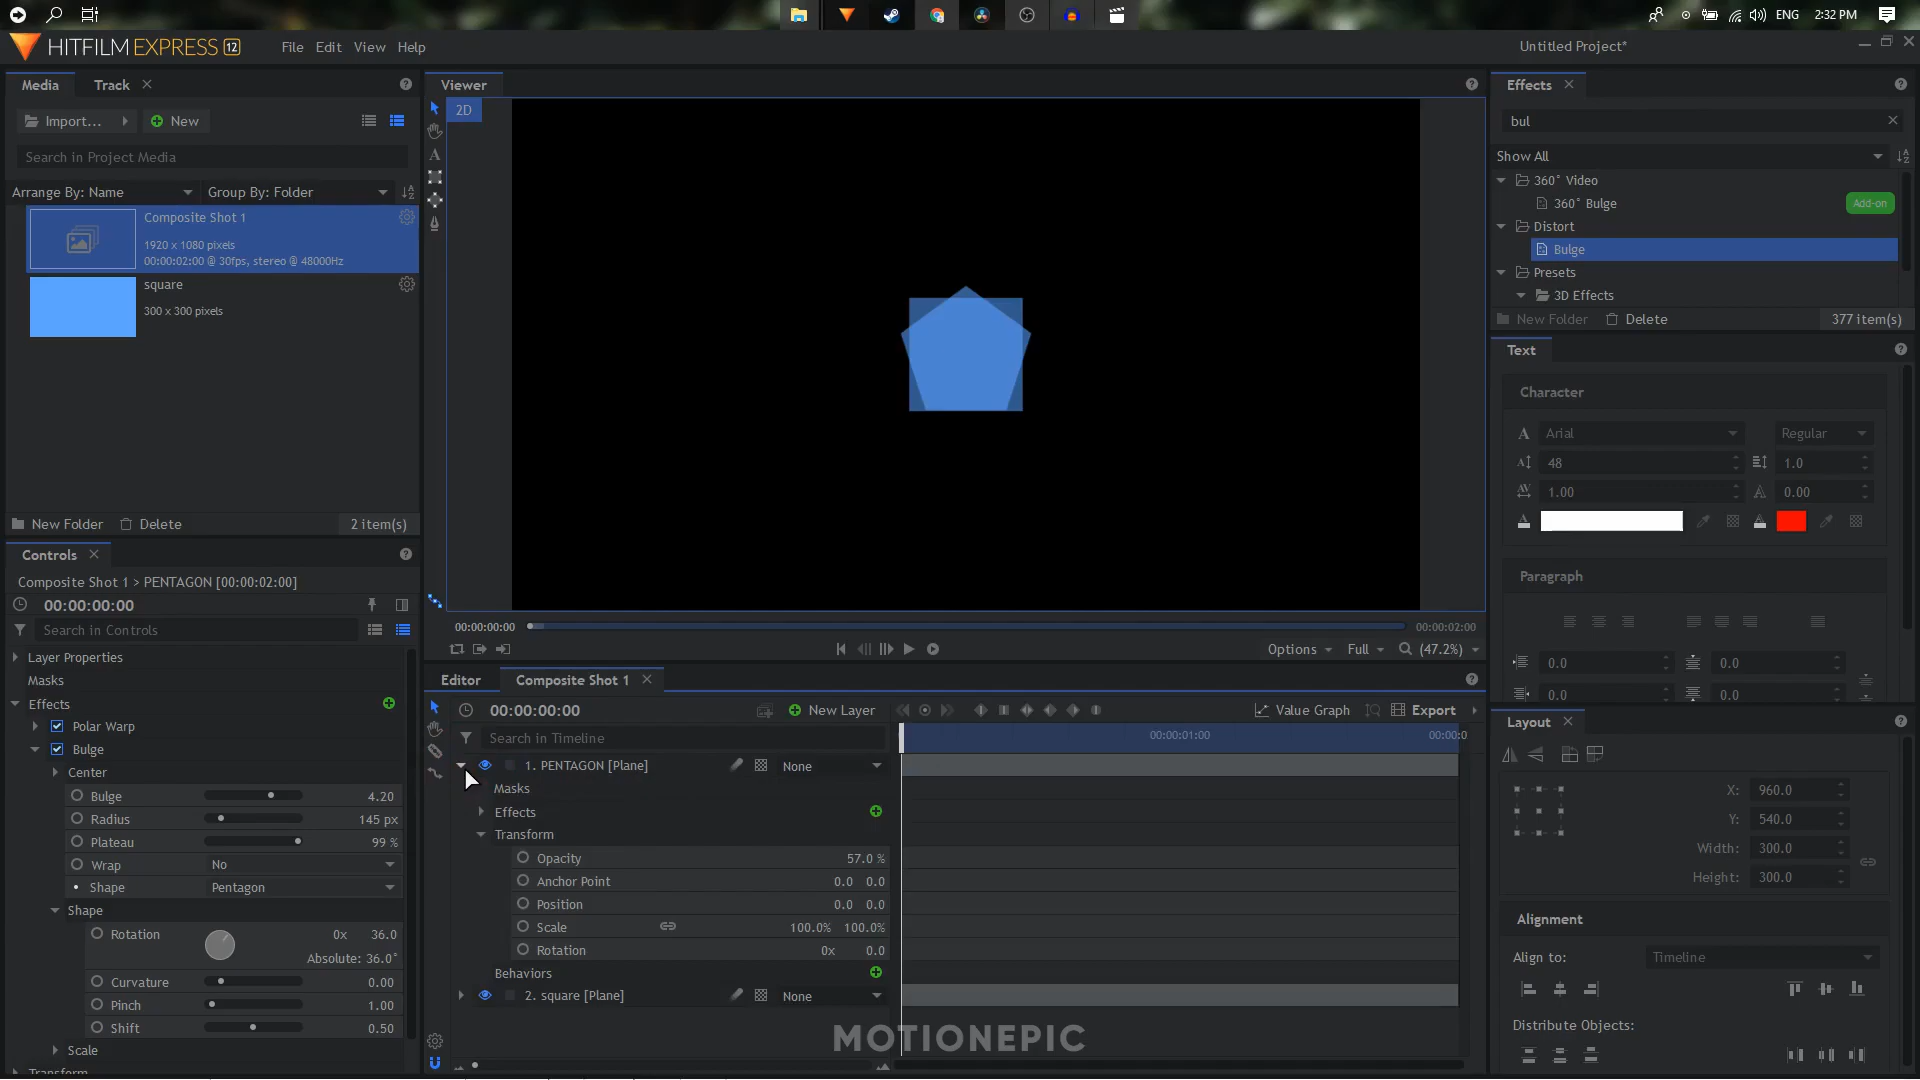 ENG
2:32 PM
HITFILM EXPRESS 12
File Edit View Help
Untitled Project*
Media
Track
Import...
New
Search in Project Media
Arrange By: Name
Group By: Folder
Composite Shot 1
1920 x 1080 pixels
00:00:02:00 @ 30fps, stereo @ 48000Hz
square
300 x 300 pixels
New Folder
Delete
2 item(s)
Controls
Composite Shot 1 > PENTAGON [00:00:02:00]
00:00:00:00
Search in Controls
Layer Properties
Masks
Effects
Polar Warp
Bulge
Center
Bulge 4.20
Radius 145 px
Plateau 99 %
Wrap No
Shape Pentagon
Shape
Rotation 0x 36.0
Absolute: 36.0°
Curvature 0.00
Pinch 1.00
Shift 0.50
Scale
Transform
Viewer
2D
00:00:00:00
00:00:02:00
Options
Full
(47.2%)
Editor
Composite Shot 1
00:00:00:00
New Layer
Value Graph
Export
Search in Timeline
00:00:01:00
00:00:0
1. PENTAGON [Plane] None
Masks
Effects
Transform
Opacity 57.0 %
Anchor Point 0.0 0.0
Position 0.0 0.0
Scale 100.0% 100.0%
Rotation 0x 0.0
Behaviors
2. square [Plane] None
MOTIONEPIC
Effects
bul
Show All
360° Video
360° Bulge
Add-on
Distort
Bulge
Presets
3D Effects
New Folder
Delete
377 item(s)
Text
Character
Arial
Regular
48
1.0
1.00
0.00
Paragraph
0.0
0.0
0.0
0.0
Layout
X: 960.0
Y: 540.0
Width: 300.0
Height: 300.0
Alignment
Align to: Timeline
Distribute Objects: